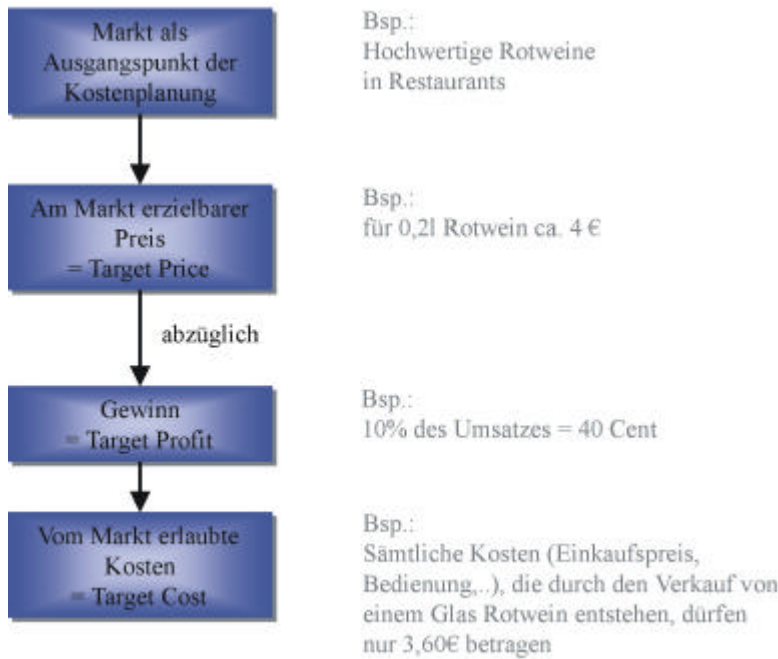 Markt als
Ausgangspunkt der
Kostenplanung
Bsp.:
Hochwertige Rotweine
in Restaurants
Am Markt erzielbarer
Preis
= Target Price
Bsp.:
für 0,2l Rotwein ca. 4 €
abzüglich
Gewinn
= Target Profit
Bsp.:
10% des Umsatzes = 40 Cent
Vom Markt erlaubte
Kosten
= Target Cost
Bsp.:
Sämtliche Kosten (Einkaufspreis,
Bedienung,..), die durch den Verkauf von
einem Glas Rotwein entstehen, dürfen
nur 3,60€ betragen